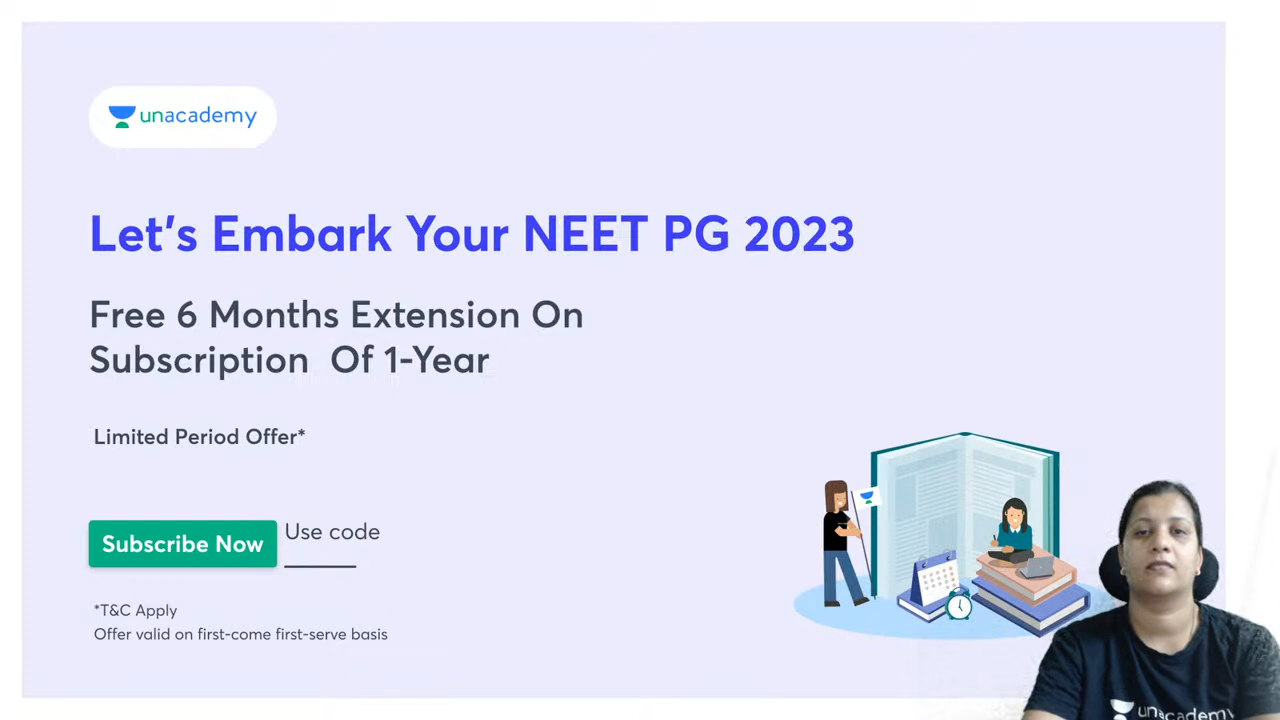 unacademy
Let's Embark Your NEET PG 2023
Free 6 Months Extension On
Subscription Of 1-Year
Limited Period Offer*
Subscribe Now
Use code
*T&C Apply
Offer valid on first-come first-serve basis
unacademy